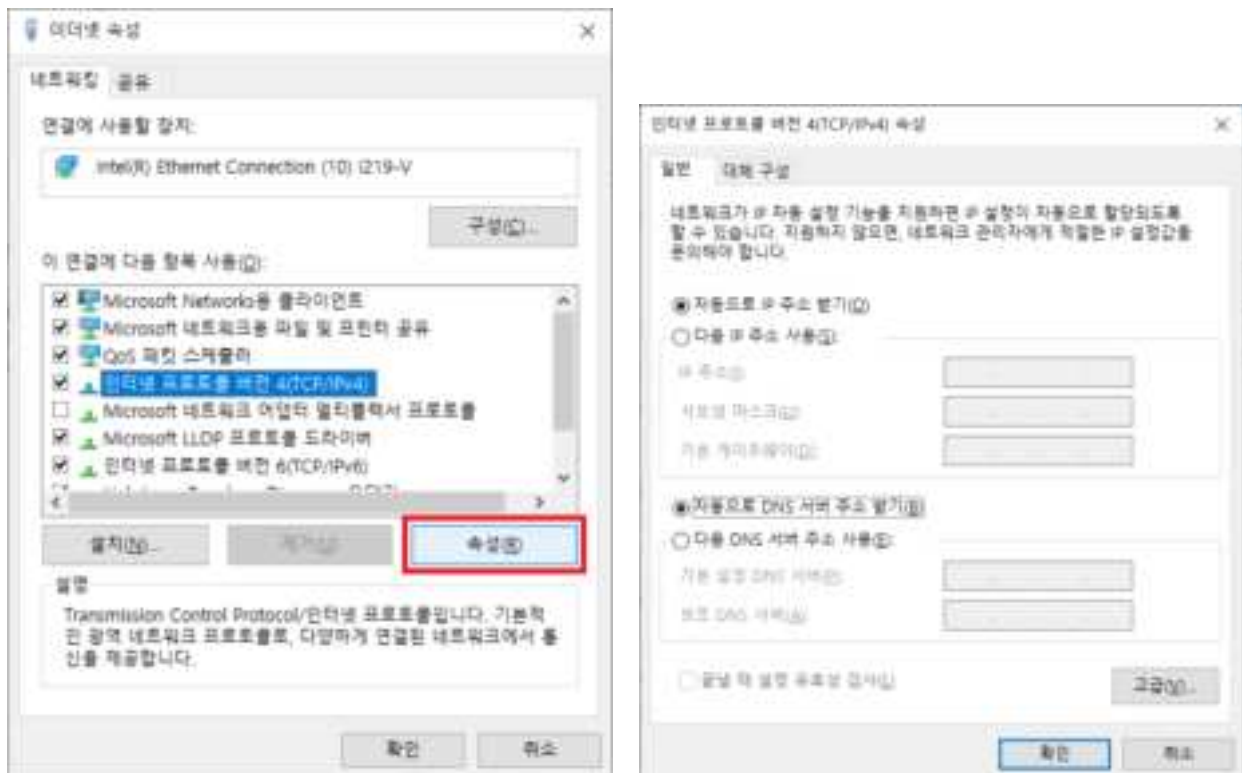 이더넷 속성
네트워킹 공유
연결에 사용할 장치:
Intel(R) Ethernet Connection (10) I219-V
구성(C)...
이 연결에 다음 항목 사용(O):
Microsoft Networks용 클라이언트
Microsoft 네트워크용 파일 및 프린터 공유
QoS 패킷 스케줄러
인터넷 프로토콜 버전 4(TCP/IPv4)
Microsoft 네트워크 어댑터 멀티플렉서 프로토콜
Microsoft LLDP 프로토콜 드라이버
인터넷 프로토콜 버전 6(TCP/IPv6)
설치(N)... 제거(U) 속성(R)
설명
Transmission Control Protocol/인터넷 프로토콜입니다. 기본적
인 광역 네트워크 프로토콜로, 다양하게 연결된 네트워크에서 통
신을 제공합니다.
확인 취소
인터넷 프로토콜 버전 4(TCP/IPv4) 속성
일반 대체 구성
네트워크가 IP 자동 설정 기능을 지원하면 IP 설정이 자동으로 할당되도록
할 수 있습니다. 지원하지 않으면, 네트워크 관리자에게 적절한 IP 설정값을
문의해야 합니다.
자동으로 IP 주소 받기(O)
다음 IP 주소 사용(S):
IP 주소(I):
서브넷 마스크(U):
기본 게이트웨이(D):
자동으로 DNS 서버 주소 받기(B)
다음 DNS 서버 주소 사용(E):
기본 설정 DNS 서버(P):
보조 DNS 서버(A):
끝낼 때 설정 유효성 검사(L)
고급(V)...
확인 취소